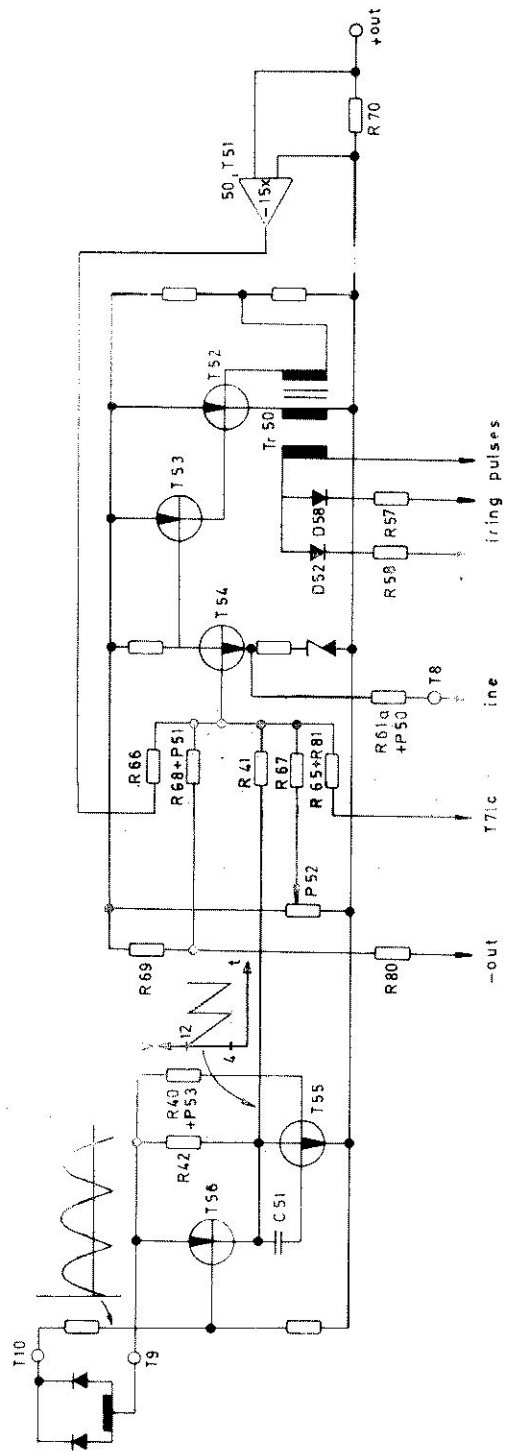 T10
T9
T56
C 51
R42
R40
+P53
T55
12
4
t
R69
R80
-out
P52
R66
R68+P51
R41
R67
R65+R81
T7ic
T54
R61a
+P50
T8
ine
T53
T52
Tr 50
D52
D58
R58
R57
iring pulses
50, T51
-15x
R70
+out